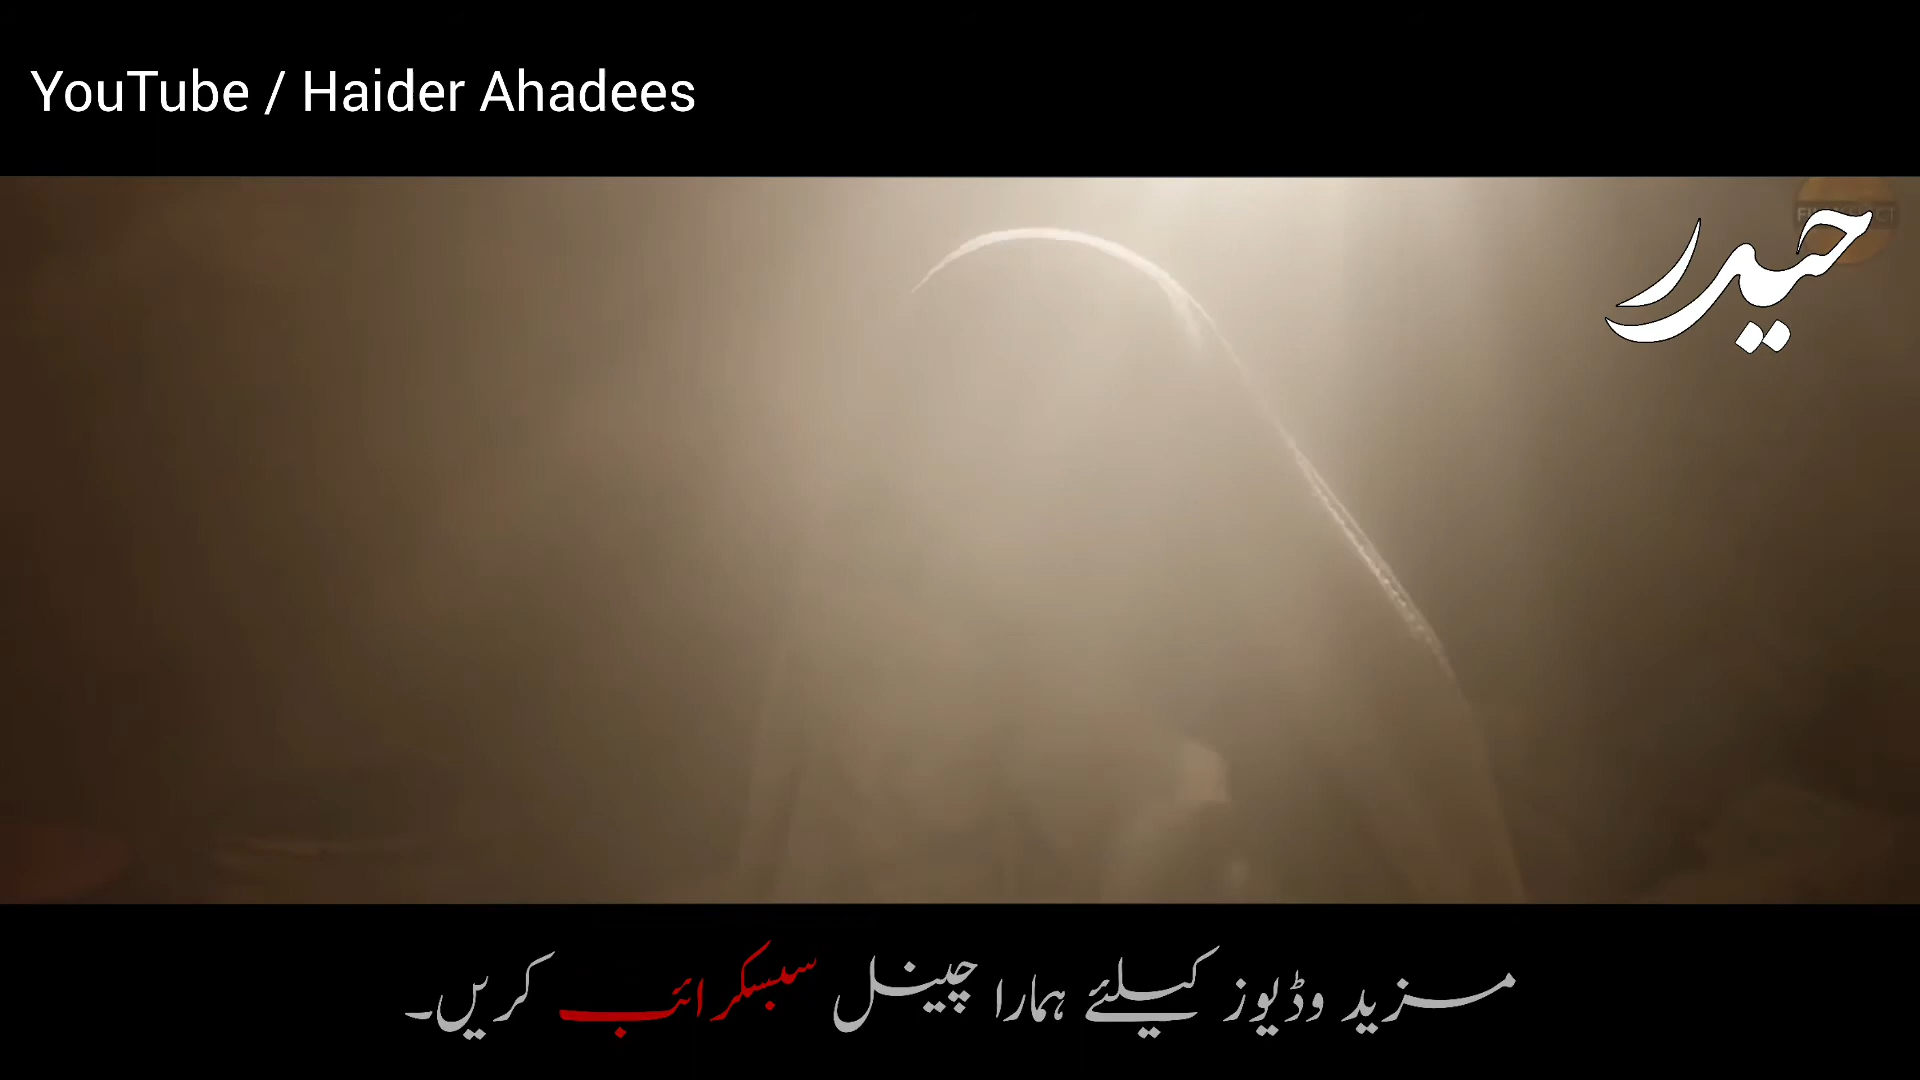 YouTube / Haider Ahadees
حیدر
مزید وڈیوز کیلئے ہمارا چینل سبسکرائب کریں۔